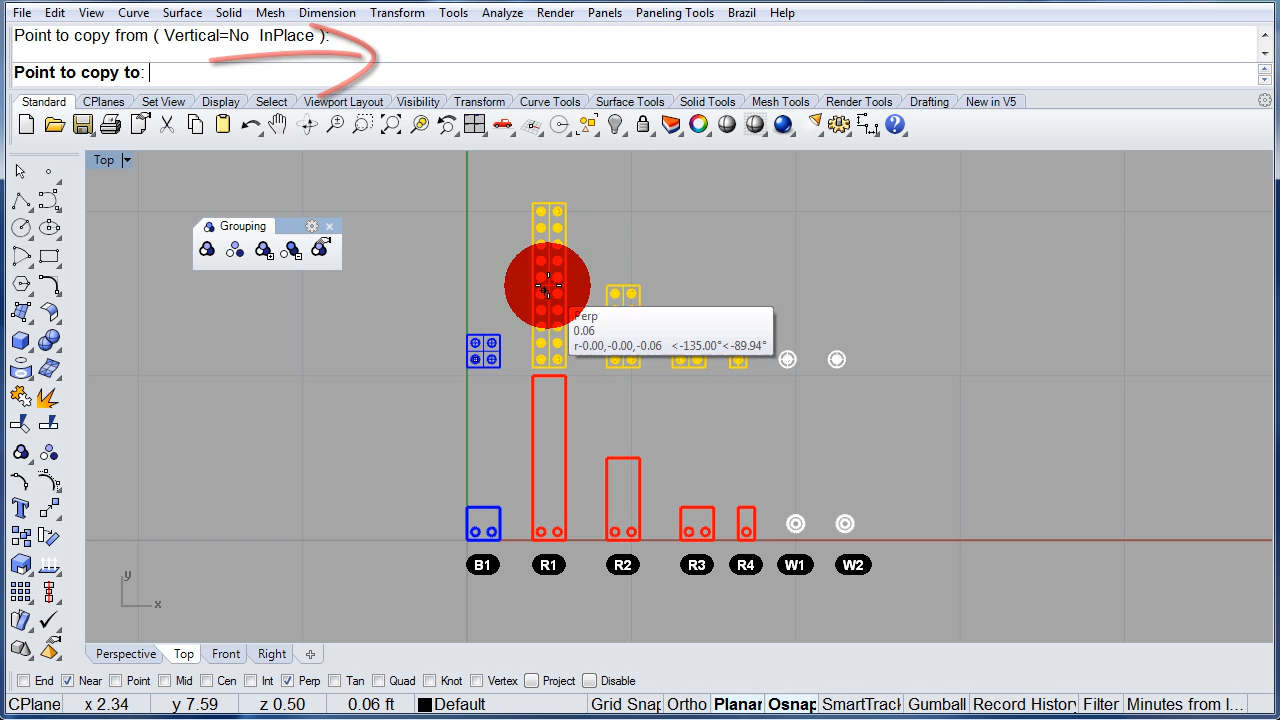 File Edit View Curve Surface Solid Mesh Dimension Transform Tools Analyze Render Panels Paneling Tools Brazil Help
Point to copy from ( Vertical=No InPlace ):
Point to copy to:
Standard CPlanes Set View Display Select Viewport Layout Visibility Transform Curve Tools Surface Tools Solid Tools Mesh Tools Render Tools Drafting New in V5
Top
Grouping
Perp
0.06
r-0.00,-0.00,-0.06 <-135.00°<-89.94°
B1 R1 R2 R3 R4 W1 W2
y
x
Perspective Top Front Right
End Near Point Mid Cen Int Perp Tan Quad Knot Vertex Project Disable
CPlane x 2.34 y 7.59 z 0.50 0.06 ft Default Grid Snap Ortho Planar Osnap SmartTrack Gumball Record History Filter Minutes from l...